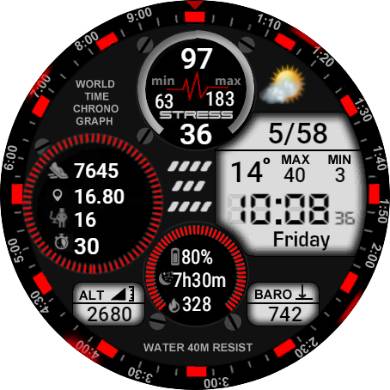 8:00
9:00
1:10
1:20
1:30
7:00
6:00
5:00
4:30
4:00
3:30
3:00
2:30
2:10
1:50
97
min max
63 183
STRESS
36
WORLD
TIME
CHRONO
GRAPH
5/58
14° MAX MIN
40 3
10:08 36
Friday
7645
16.80
16
30
80%
7h30m
328
ALT
2680
BARO
742
WATER 40M RESIST